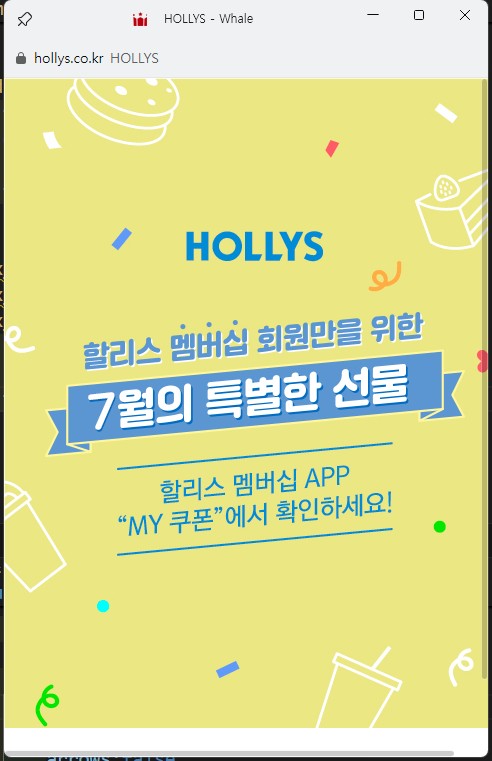 HOLLYS - Whale
hollys.co.kr HOLLYS
HOLLYS
할리스 멤버십 회원만을 위한
7월의 특별한 선물
할리스 멤버십 APP
“MY 쿠폰”에서 확인하세요!